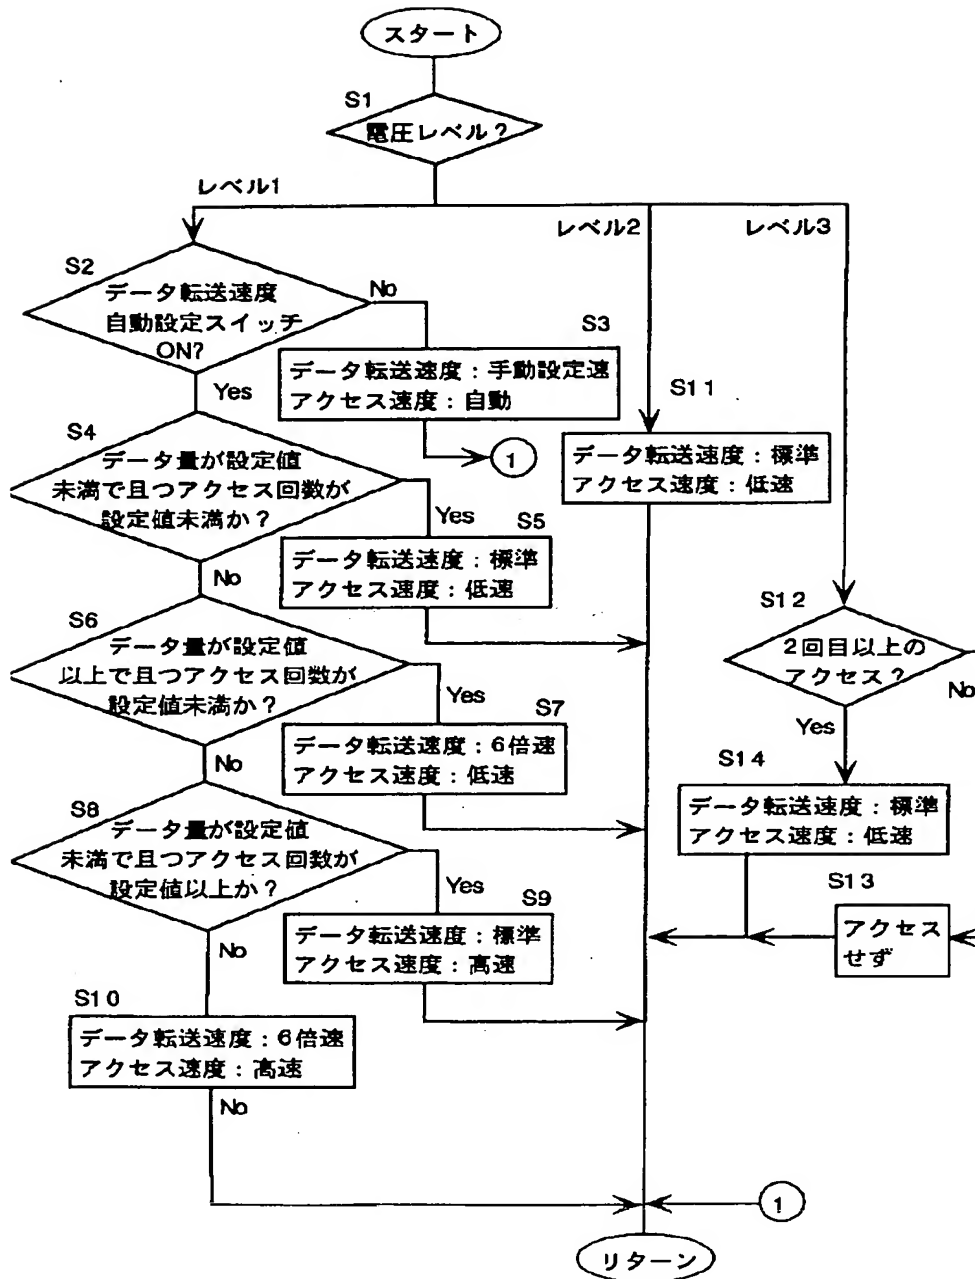 スタート
S1
電圧レベル？
レベル1
レベル2
レベル3
S2
データ転送速度
自動設定スイッチ
ON?
No
Yes
S3
データ転送速度：手動設定速
アクセス速度：自動
1
S11
データ転送速度：標準
アクセス速度：低速
S4
データ量が設定値
未満で且つアクセス回数が
設定値未満か？
Yes
No
S5
データ転送速度：標準
アクセス速度：低速
S12
2回目以上の
アクセス？
No
Yes
S6
データ量が設定値
以上で且つアクセス回数が
設定値未満か？
Yes
No
S7
データ転送速度：6倍速
アクセス速度：低速
S14
データ転送速度：標準
アクセス速度：低速
S8
データ量が設定値
未満で且つアクセス回数が
設定値以上か？
Yes
No
S9
データ転送速度：標準
アクセス速度：高速
S13
アクセス
せず
S10
データ転送速度：6倍速
アクセス速度：高速
No
1
リターン